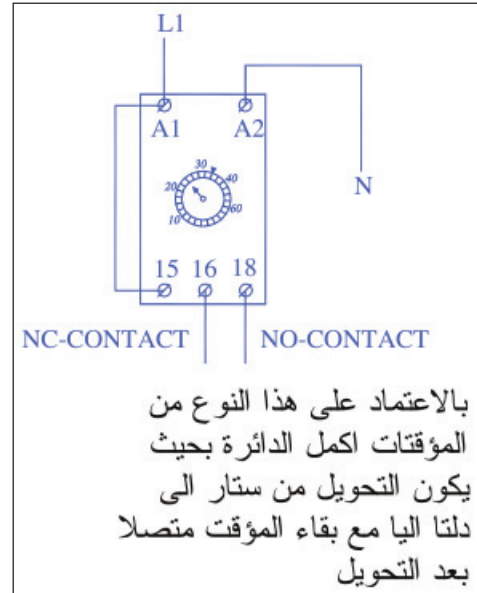 L1
A1 A2
30
20 40
10 60
N
15 16 18
NC-CONTACT NO-CONTACT
بالاعتماد على هذا النوع من
المؤقتات اكمل الدائرة بحيث
يكون التحويل من ستار الى
دلتا اليا مع بقاء المؤقت متصلا
بعد التحويل